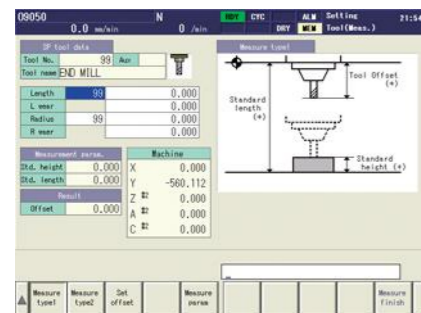 O9050 N RDY CYC ALM Setting 21:54
0.0 mm/min 0 /min DRY MEM Tool(Meas.)
SP tool data
Tool No. 99 Apr
Tool name END MILL
Length 99 0.000
L wear 0.000
Radius 99 0.000
R wear 0.000
Measurement param.
Std. height 0.000
Std. length 0.000
Result
Offset 0.000
Machine
X 0.000
Y -560.112
Z #2 0.000
A #2 0.000
C #2 0.000
Measure type1
Tool Offset
(+)
Standard
length
(+)
Standard
height (+)
Measure type1
Measure type2
Set offset
Measure param
Measure finish